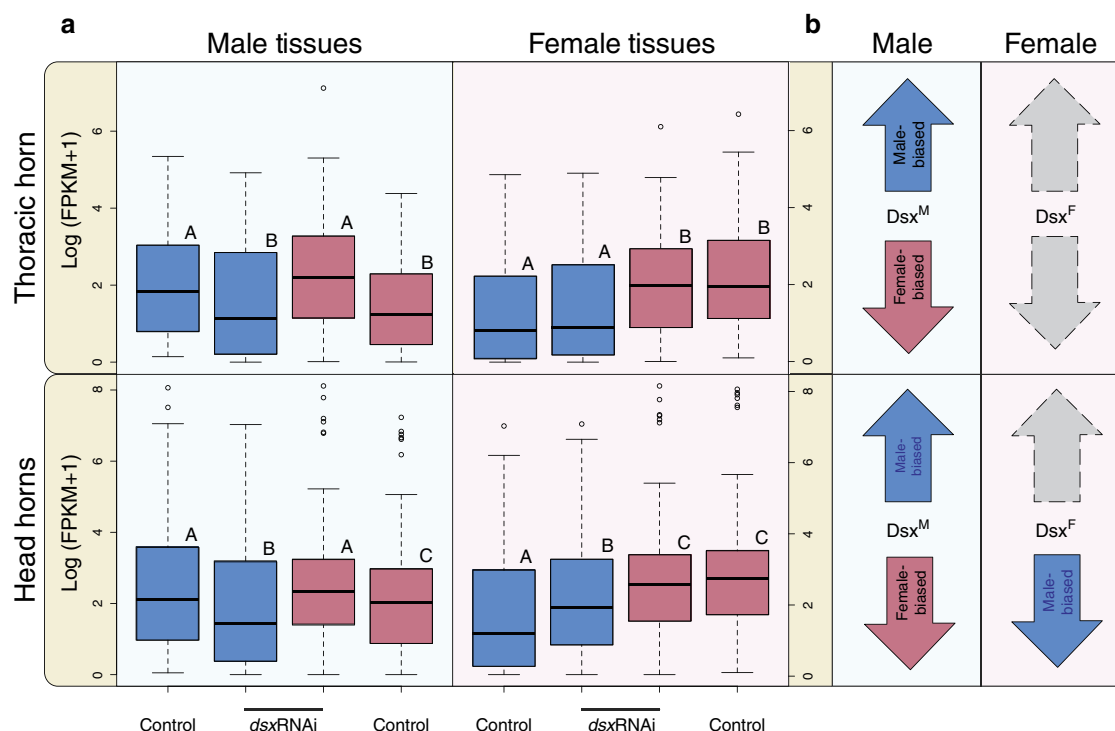 a
Male tissues
Female tissues
b
Male
Female
Thoracic horn
Log (FPKM+1)
0
2
4
6
A
B
A
B
A
A
B
B
0
2
4
6
Male-
biased
Dsx^M
Female-
biased
Dsx^F
Head horns
Log (FPKM+1)
0
2
4
6
8
A
B
A
C
A
B
C
C
0
2
4
6
8
Male-
biased
Dsx^M
Female-
biased
Dsx^F
Male-
biased
Control
dsxRNAi
Control
Control
dsxRNAi
Control